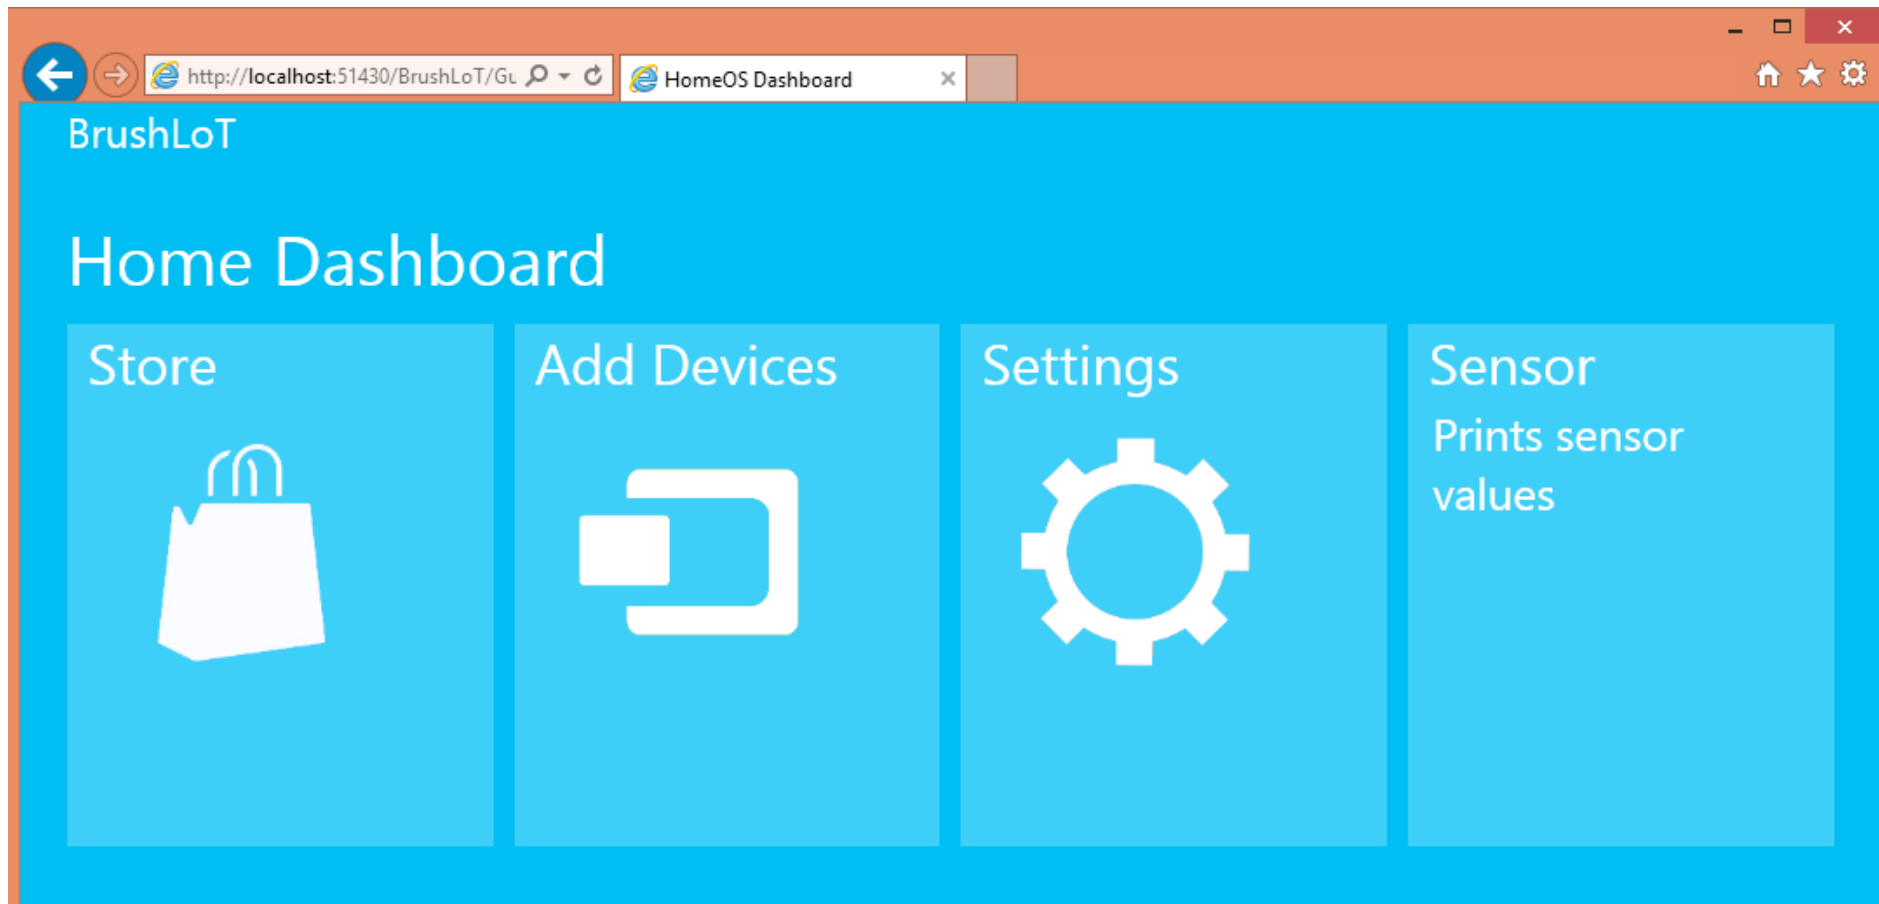 http://localhost:51430/BrushLoT/Gu
HomeOS Dashboard
BrushLoT
Home Dashboard
Store
Add Devices
Settings
Sensor
Prints sensor
values